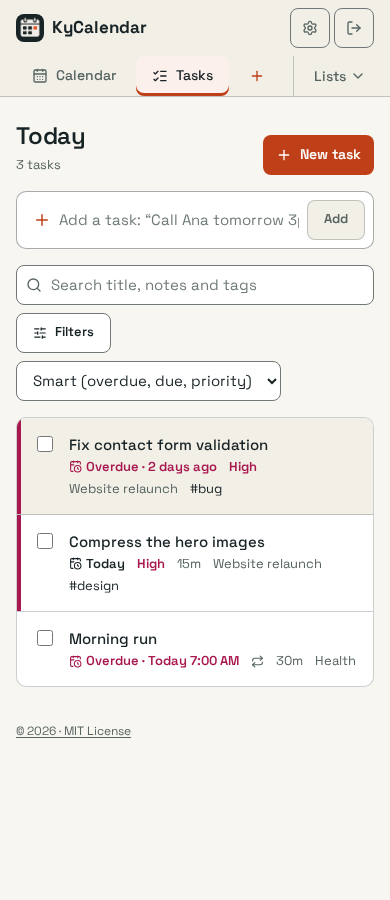 KyCalendar
Calendar Tasks + Lists
Today
3 tasks
+ New task
+ Add a task: “Call Ana tomorrow 3p Add
Search title, notes and tags
Filters
Smart (overdue, due, priority)
Fix contact form validation
Overdue · 2 days ago High
Website relaunch #bug
Compress the hero images
Today High 15m Website relaunch
#design
Morning run
Overdue · Today 7:00 AM 30m Health
© 2026 · MIT License